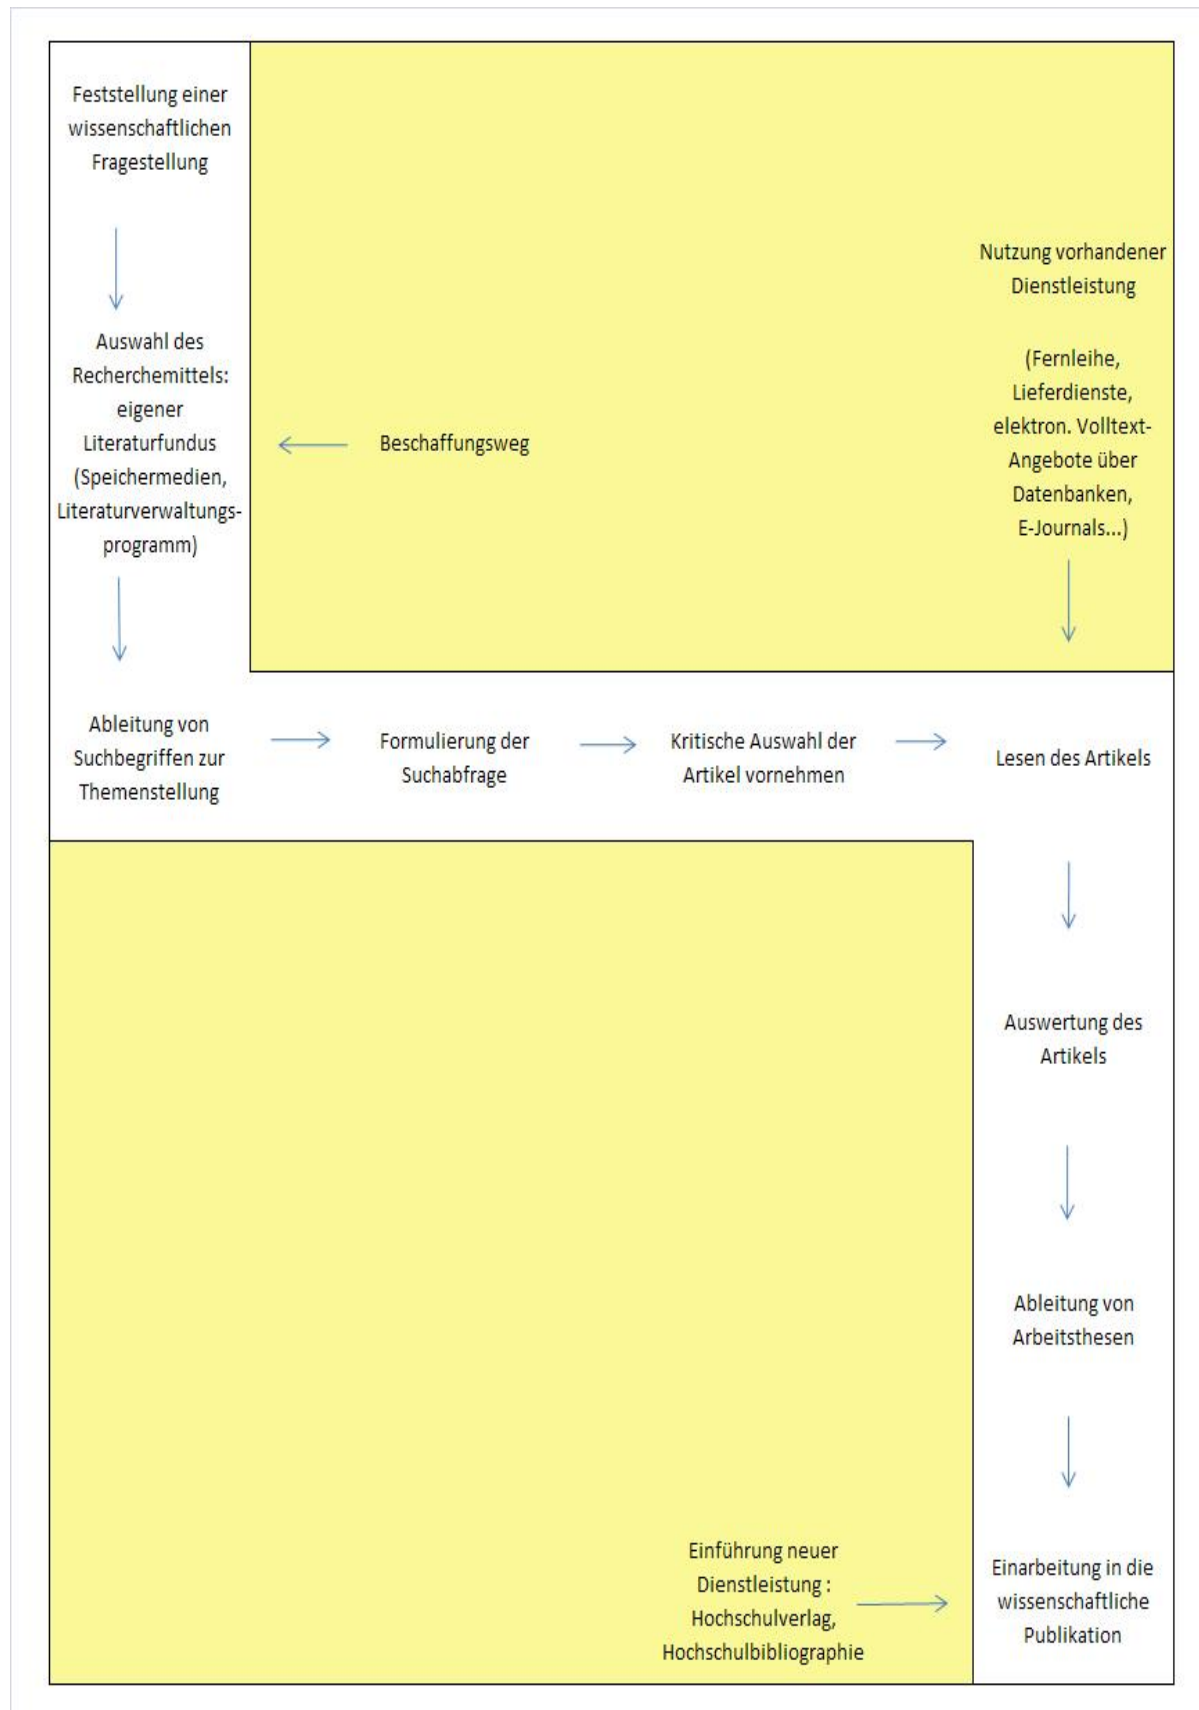 Feststellung einer
wissenschaftlichen
Fragestellung
Auswahl des
Recherchemittels:
eigener
Literaturfundus
(Speichermedien,
Literaturverwaltungs-
programm)
Beschaffungsweg
Nutzung vorhandener
Dienstleistung
(Fernleihe,
Lieferdienste,
elektron. Volltext-
Angebote über
Datenbanken,
E-Journals...)
Ableitung von
Suchbegriffen zur
Themenstellung
Formulierung der
Suchabfrage
Kritische Auswahl der
Artikel vornehmen
Lesen des Artikels
Auswertung des
Artikels
Ableitung von
Arbeitsthesen
Einführung neuer
Dienstleistung :
Hochschulverlag,
Hochschulbibliographie
Einarbeitung in die
wissenschaftliche
Publikation